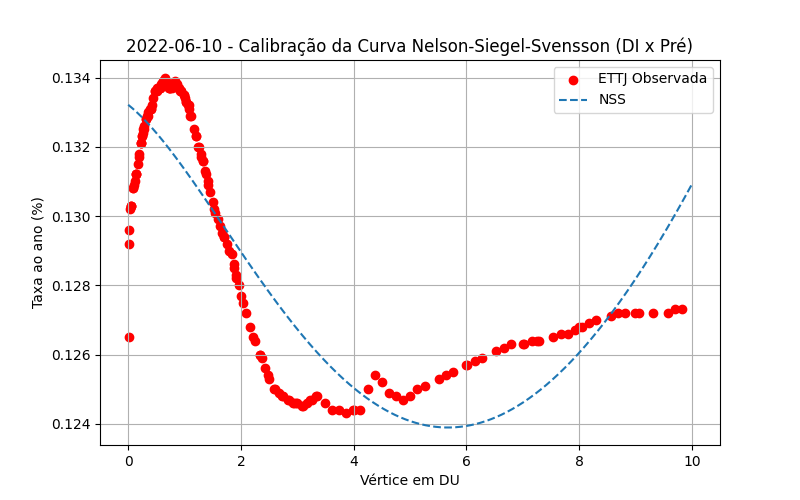 2022-06-10 - Calibração da Curva Nelson-Siegel-Svensson (DI x Pré)
ETTJ Observada
NSS
Taxa ao ano (%)
0.134
0.132
0.130
0.128
0.126
0.124
0 2 4 6 8 10
Vértice em DU